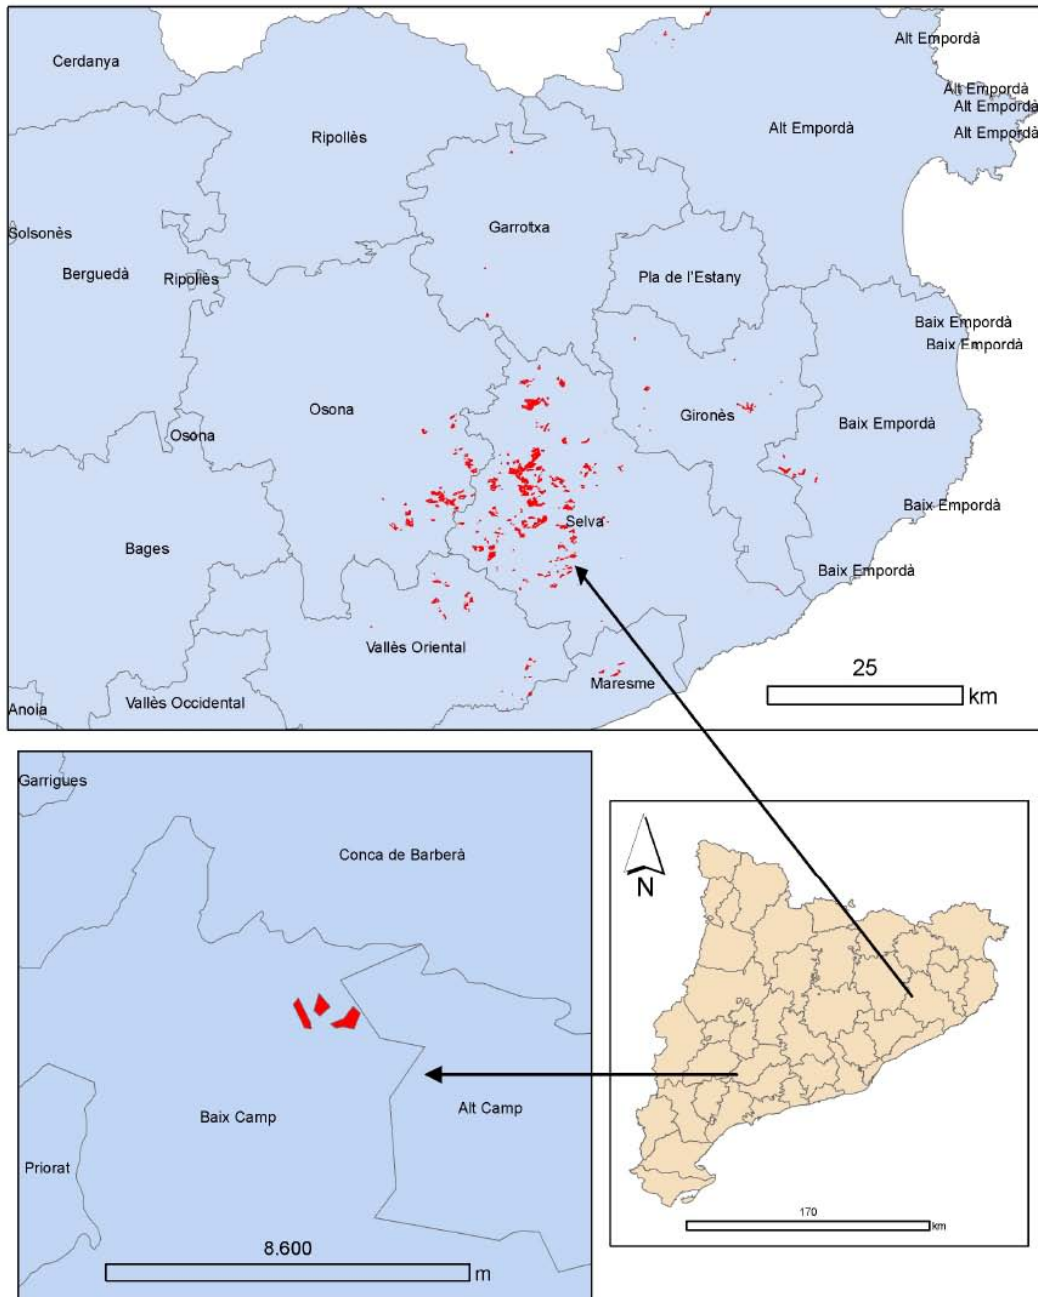 Alt Empordà
Cerdanya
Alt Empordà
Alt Empordà
Alt Empordà
Alt Empordà
Ripollès
Solsonès
Garrotxa
Berguedà
Ripollès
Pla de l'Estany
Baix Empordà
Baix Empordà
Osona
Osona
Gironès
Baix Empordà
Baix Empordà
Selva
Bages
Baix Empordà
Vallès Oriental
Maresme
25
km
Anoia
Vallès Occidental
Garrigues
Conca de Barberà
Baix Camp
Alt Camp
Priorat
8.600
m
N
170
km